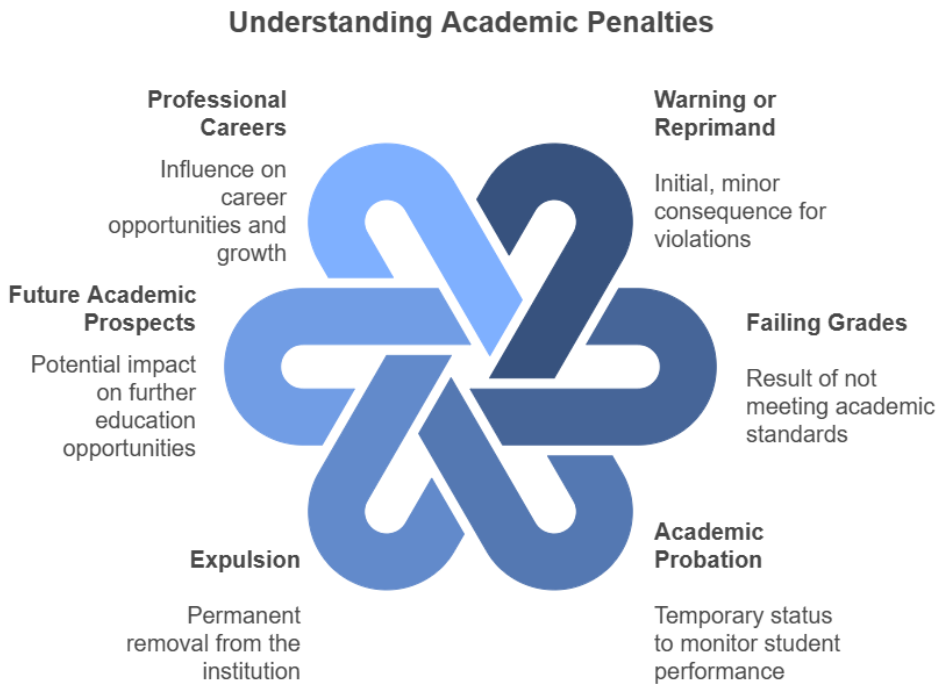 Understanding Academic Penalties
Professional
Careers
Influence on
career
opportunities and
growth
Warning or
Reprimand
Initial, minor
consequence for
violations
Future Academic
Prospects
Potential impact
on further
education
opportunities
Failing Grades
Result of not
meeting academic
standards
Expulsion
Permanent
removal from the
institution
Academic
Probation
Temporary status
to monitor student
performance